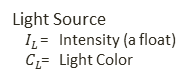 Light Source
I_L = Intensity (a float)
C_L= Light Color